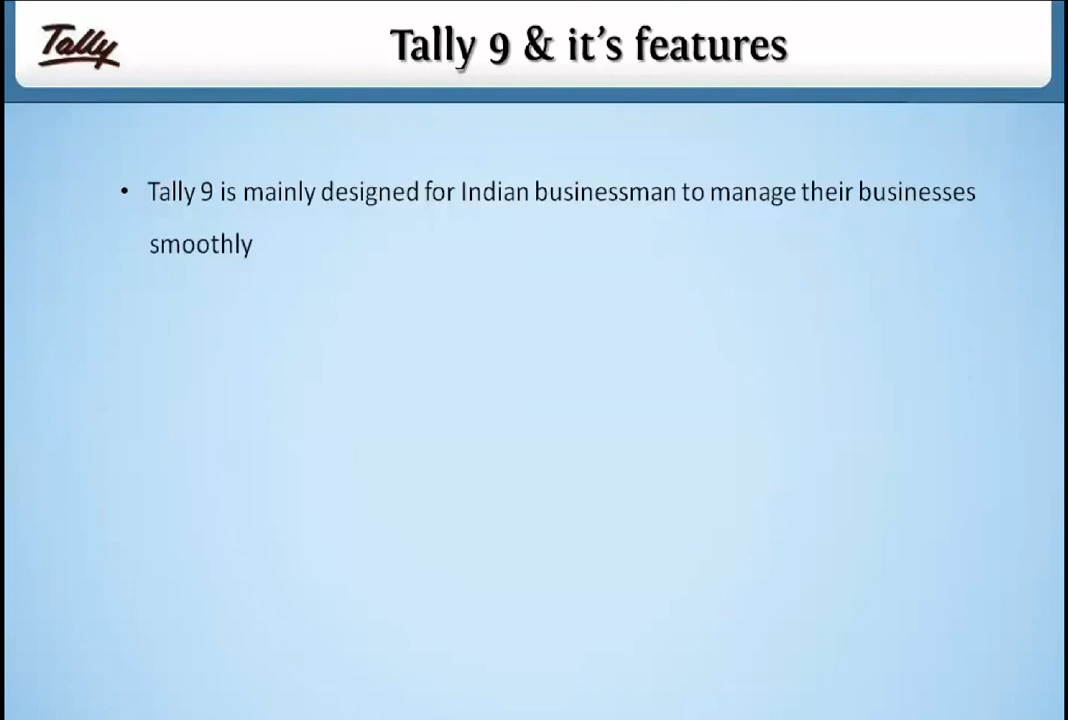 Tally
Tally 9 & it’s features
• Tally 9 is mainly designed for Indian businessman to manage their businesses
smoothly